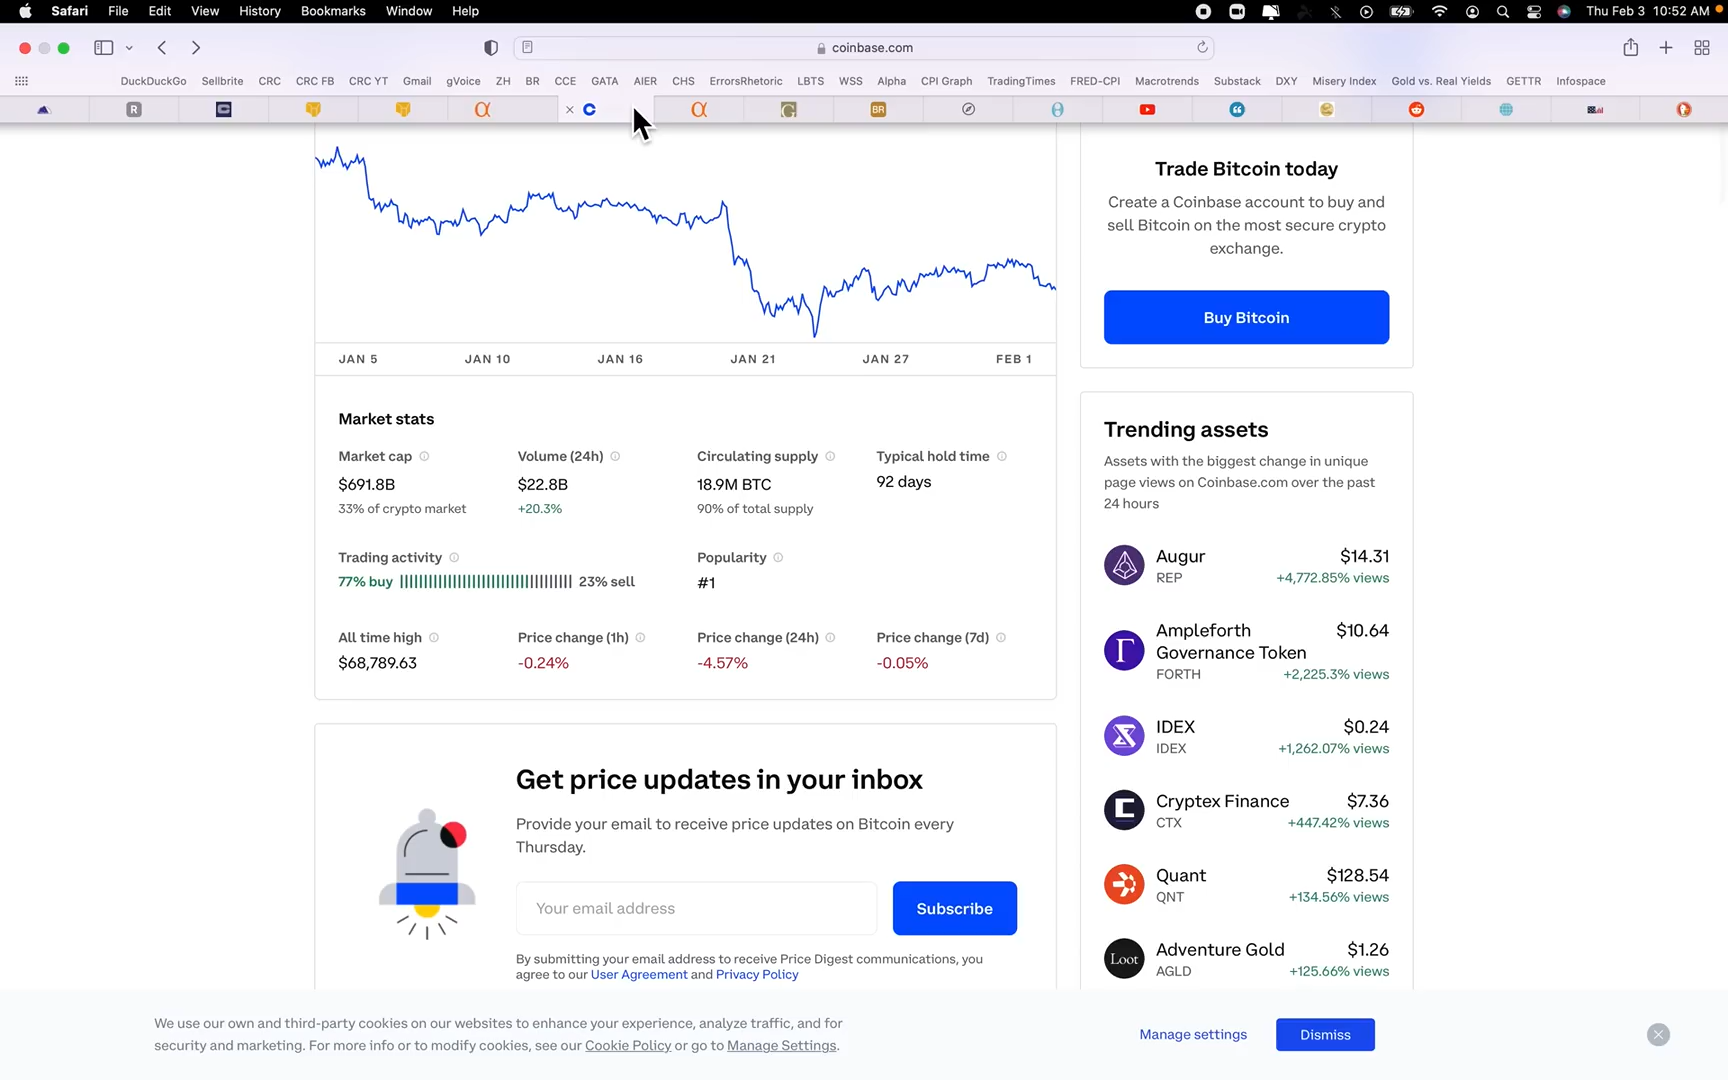 Safari File Edit View History Bookmarks Window Help Thu Feb 3 10:52 AM
coinbase.com
DuckDuckGo Sellbrite CRC CRC FB CRC YT Gmail gVoice ZH BR CCE GATA AIER CHS ErrorsRhetoric LBTS WSS Alpha CPI Graph TradingTimes FRED-CPI Macrotrends Substack DXY Misery Index Gold vs. Real Yields GETTR Infospace
R
BR
JAN 5 JAN 10 JAN 16 JAN 21 JAN 27 FEB 1
Market stats
Market cap Volume (24h) Circulating supply Typical hold time
$691.8B $22.8B 18.9M BTC 92 days
33% of crypto market +20.3% 90% of total supply
Trading activity Popularity
77% buy 23% sell #1
All time high Price change (1h) Price change (24h) Price change (7d)
$68,789.63 -0.24% -4.57% -0.05%
Get price updates in your inbox
Provide your email to receive price updates on Bitcoin every
Thursday.
Your email address Subscribe
By submitting your email address to receive Price Digest communications, you
agree to our User Agreement and Privacy Policy
Trade Bitcoin today
Create a Coinbase account to buy and
sell Bitcoin on the most secure crypto
exchange.
Buy Bitcoin
Trending assets
Assets with the biggest change in unique
page views on Coinbase.com over the past
24 hours
Augur $14.31
REP +4,772.85% views
Ampleforth $10.64
Governance Token
FORTH +2,225.3% views
IDEX $0.24
IDEX +1,262.07% views
Cryptex Finance $7.36
CTX +447.42% views
Quant $128.54
QNT +134.56% views
Loot Adventure Gold $1.26
AGLD +125.66% views
We use our own and third-party cookies on our websites to enhance your experience, analyze traffic, and for
security and marketing. For more info or to modify cookies, see our Cookie Policy or go to Manage Settings.
Manage settings Dismiss